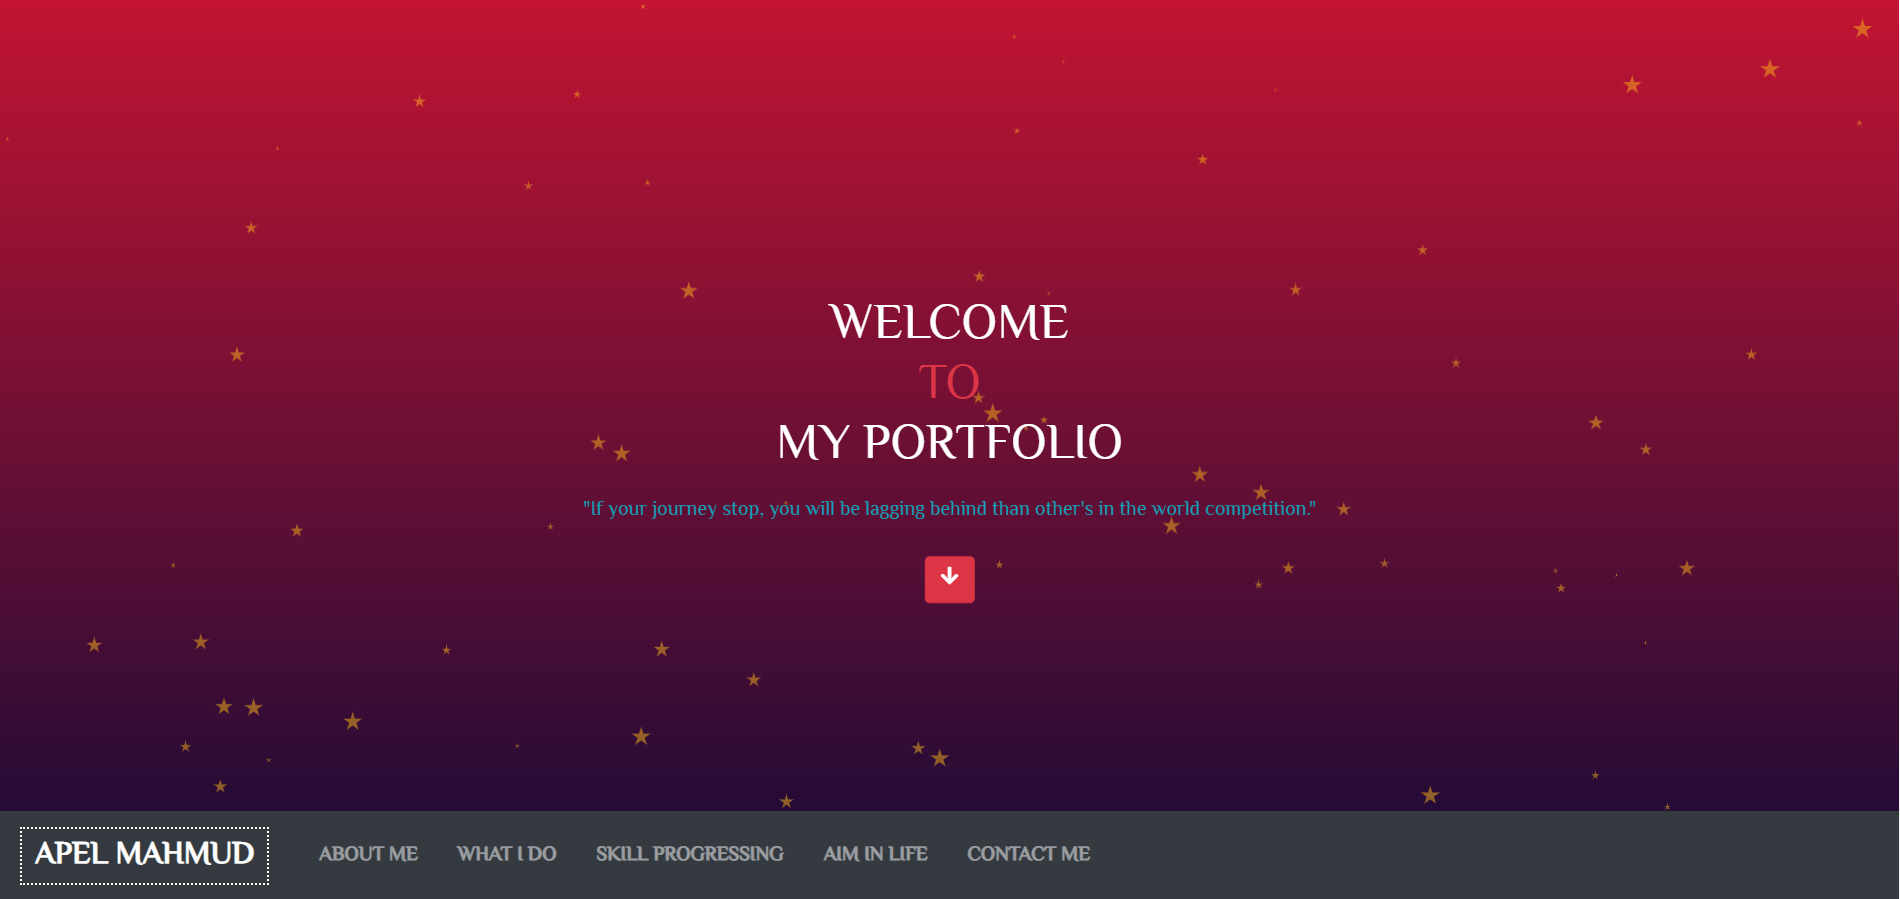 WELCOME
TO
MY PORTFOLIO
"If your journey stop, you will be lagging behind than other's in the world competition."
APEL MAHMUD ABOUT ME WHAT I DO SKILL PROGRESSING AIM IN LIFE CONTACT ME